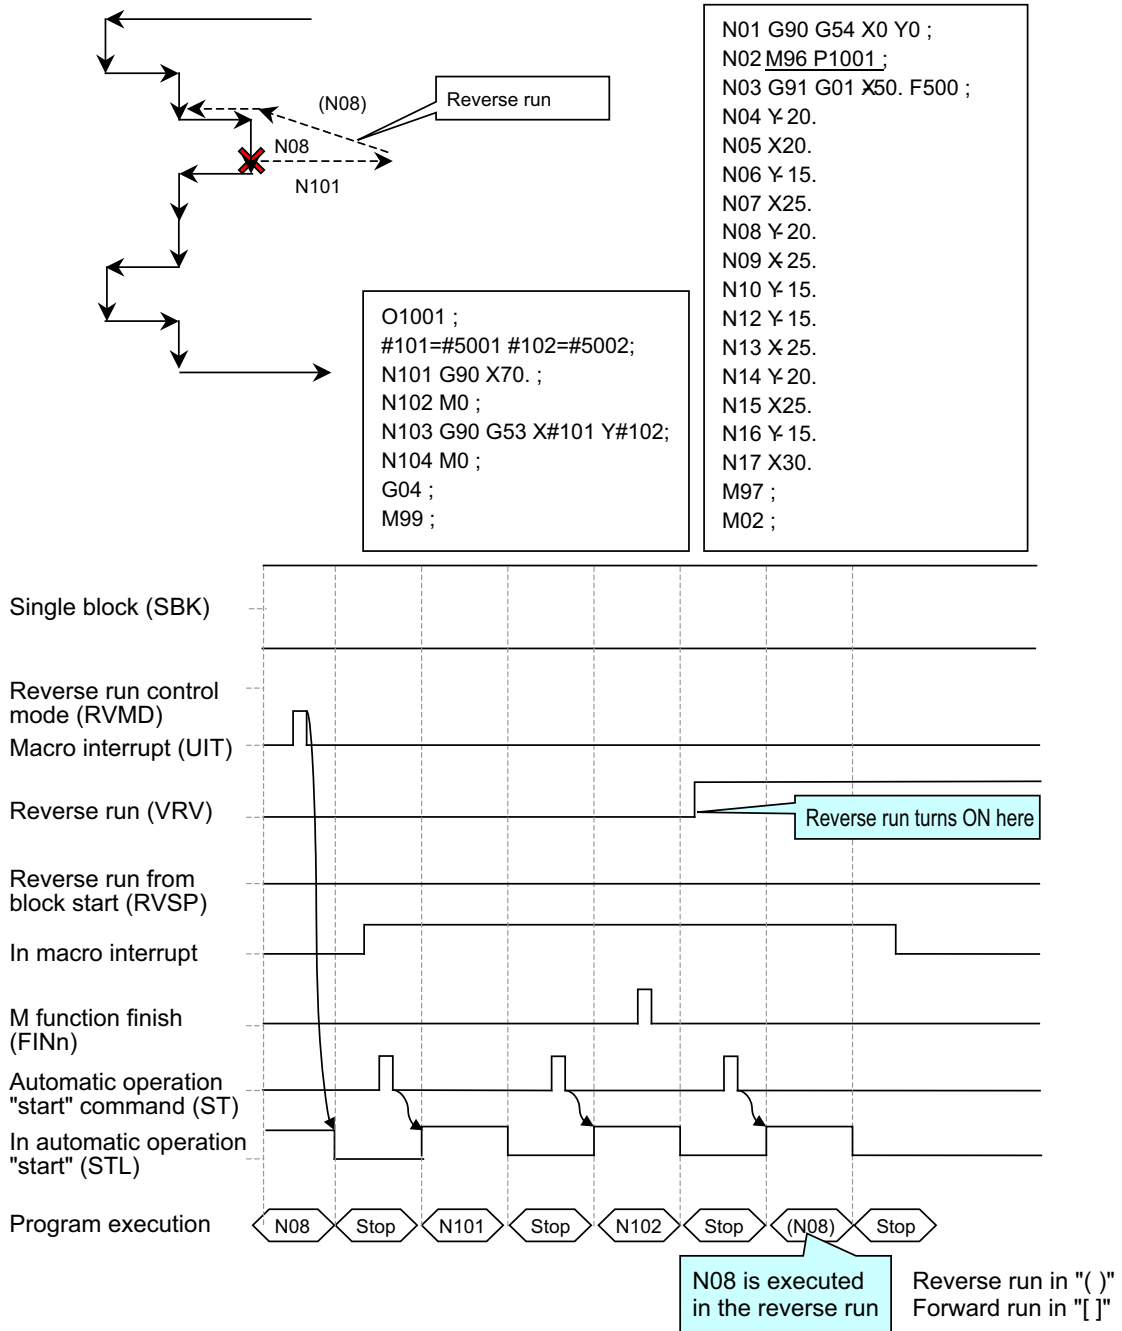 (N08)
Reverse run
N08
N101
N01 G90 G54 X0 Y0 ;
N02 M96 P1001 ;
N03 G91 G01 X-50. F500 ;
N04 Y-20.
N05 X20.
N06 Y-15.
N07 X25.
N08 Y-20.
N09 X-25.
N10 Y-15.
N12 Y-15.
N13 X-25.
N14 Y-20.
N15 X25.
N16 Y-15.
N17 X30.
M97 ;
M02 ;
O1001 ;
#101=#5001 #102=#5002;
N101 G90 X70. ;
N102 M0 ;
N103 G90 G53 X#101 Y#102;
N104 M0 ;
G04 ;
M99 ;
Single block (SBK)
Reverse run control
mode (RVMD)
Macro interrupt (UIT)
Reverse run (VRV)
Reverse run turns ON here
Reverse run from
block start (RVSP)
In macro interrupt
M function finish
(FINn)
Automatic operation
"start" command (ST)
In automatic operation
"start" (STL)
Program execution
N08 Stop N101 Stop N102 Stop (N08) Stop
N08 is executed
in the reverse run
Reverse run in "( )"
Forward run in "[ ]"